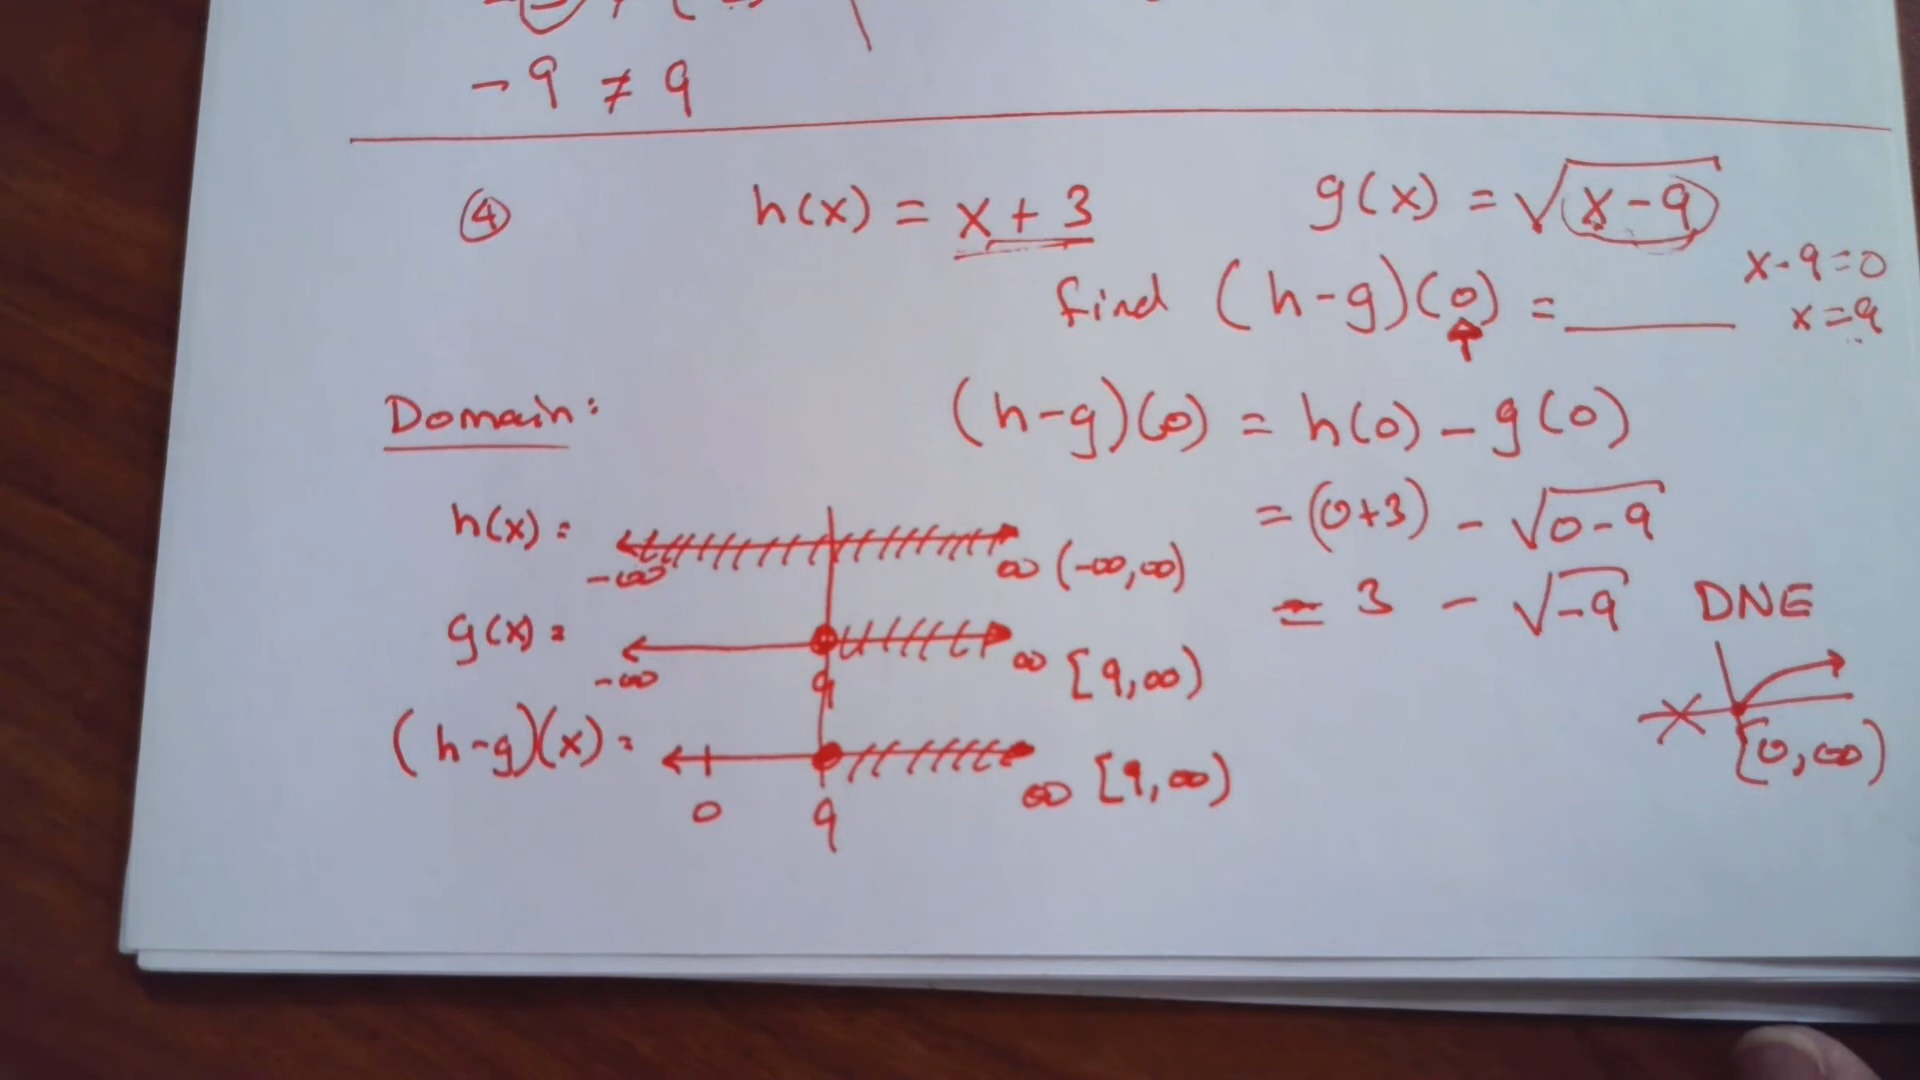 -9 ≠ 9
④ h(x) = x + 3 g(x) = √(x-9)
x-9=0
find (h-g)(0) = ____
x=9
Domain:
(h-g)(0) = h(0) - g(0)
h(x) =
-∞ ∞ (-∞,∞)
= (0+3) - √(0-9)
= 3 - √(-9) DNE
g(x) =
-∞ 9 ∞ [9,∞)
(h-g)(x) =
0 9 ∞ [9,∞)
[0,∞)